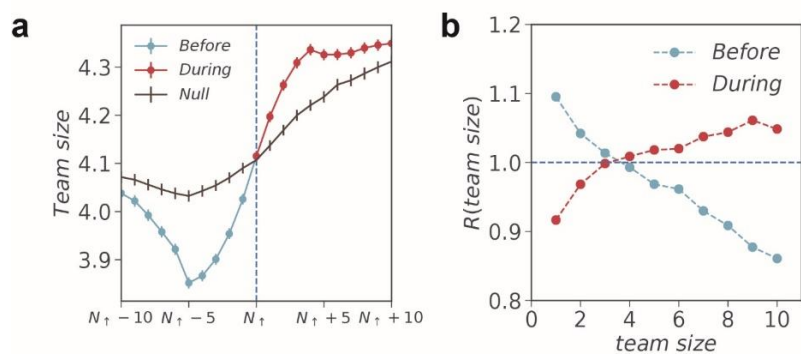 a
Before
During
Null
Team size
4.3
4.2
4.1
4.0
3.9
N↑ − 10 N↑ − 5 N↑ N↑ + 5 N↑ + 10
b
Before
During
R(team size)
1.2
1.1
1.0
0.9
0.8
0 2 4 6 8 10
team size